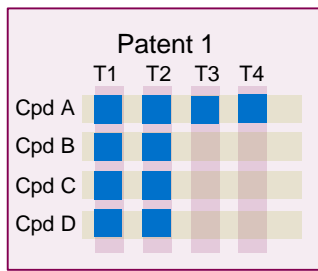 Patent 1
T1 T2 T3 T4
Cpd A
Cpd B
Cpd C
Cpd D